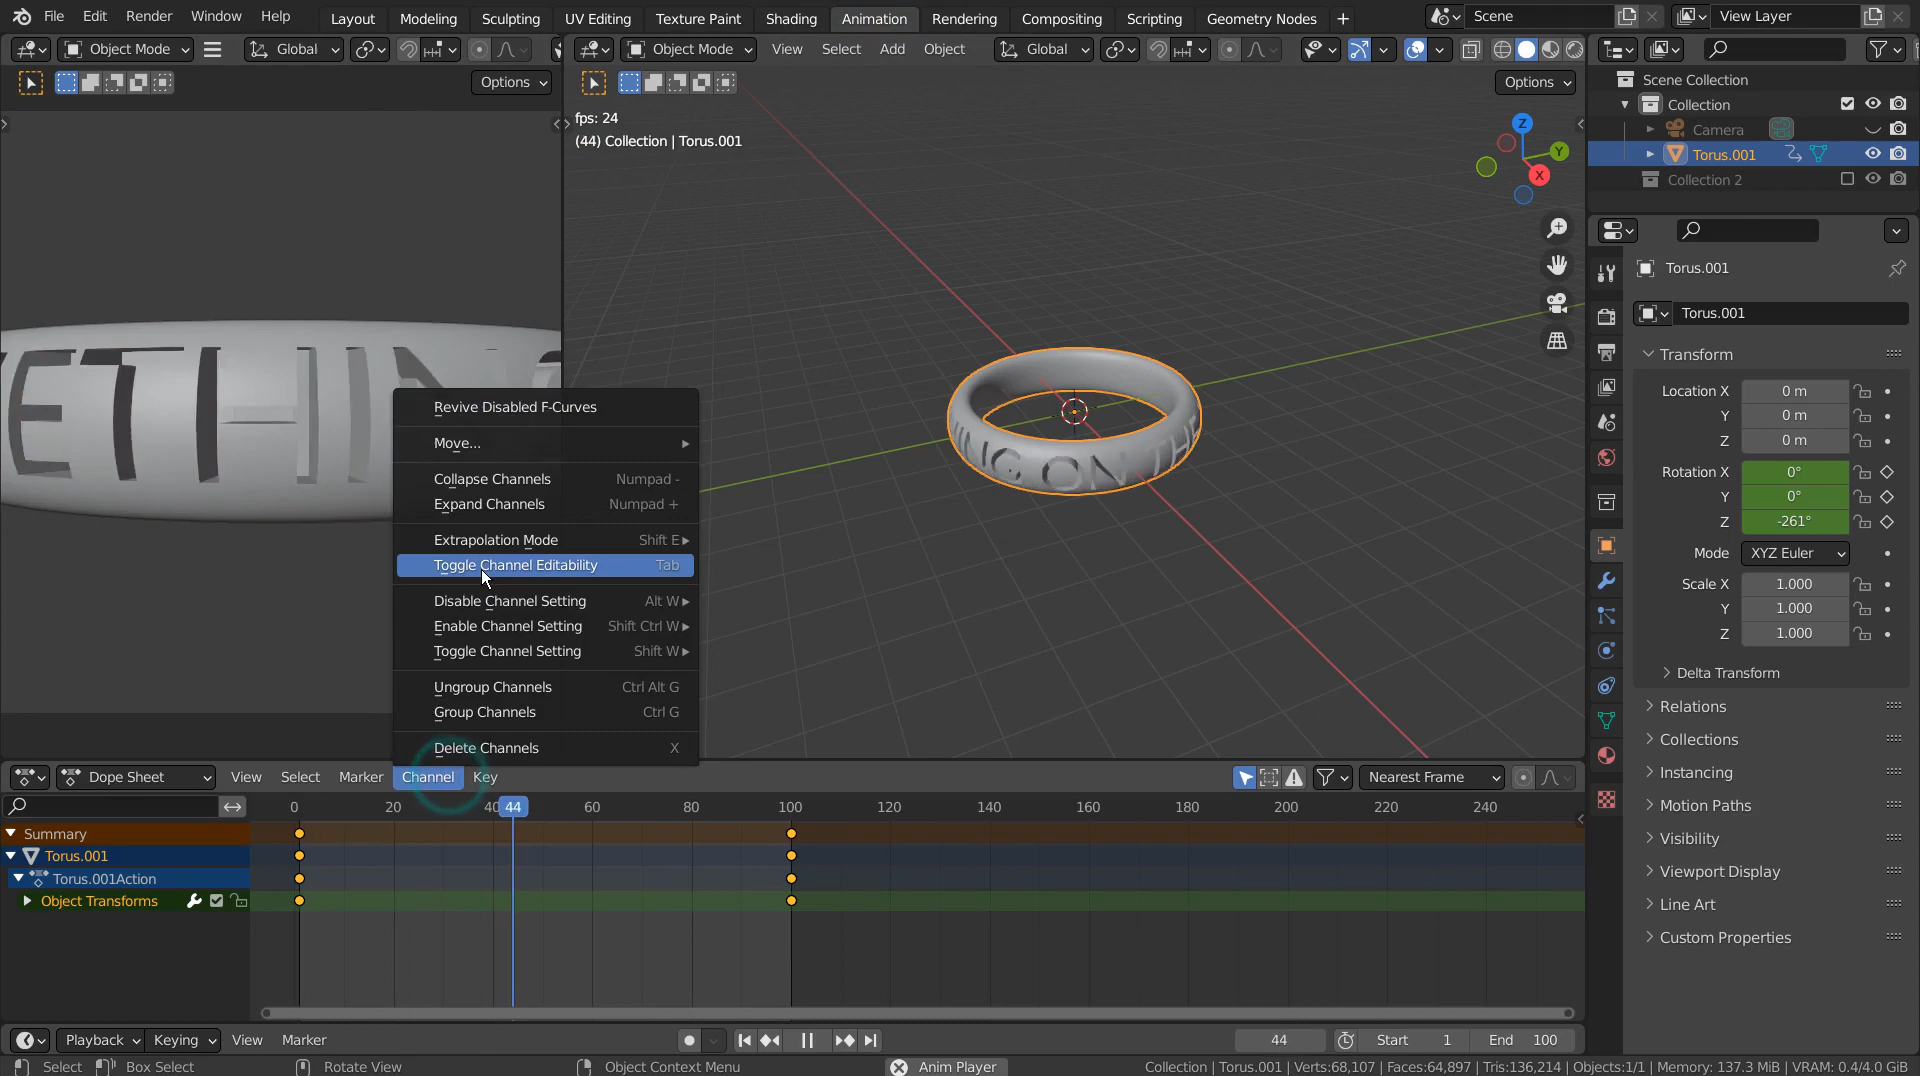 File Edit Render Window Help Layout Modeling Sculpting UV Editing Texture Paint Shading Animation Rendering Compositing Scripting Geometry Nodes + Scene View Layer
Object Mode Global Object Mode View Select Add Object Global
Options Options
fps: 24
(44) Collection | Torus.001
Z
Y
X
Scene Collection
Collection
Camera
Torus.001
Collection 2
ETHIN
NG ON THE
Torus.001
Torus.001
Transform
Location X 0 m
Y 0 m
Z 0 m
Rotation X 0°
Y 0°
Z -261°
Mode XYZ Euler
Scale X 1.000
Y 1.000
Z 1.000
Delta Transform
Relations
Collections
Instancing
Motion Paths
Visibility
Viewport Display
Line Art
Custom Properties
Revive Disabled F-Curves
Move...
Collapse Channels Numpad -
Expand Channels Numpad +
Extrapolation Mode Shift E
Toggle Channel Editability Tab
Disable Channel Setting Alt W
Enable Channel Setting Shift Ctrl W
Toggle Channel Setting Shift W
Ungroup Channels Ctrl Alt G
Group Channels Ctrl G
Delete Channels X
Dope Sheet View Select Marker Channel Key Nearest Frame
0 20 40 44 60 80 100 120 140 160 180 200 220 240
Summary
Torus.001
Torus.001Action
Object Transforms
Playback Keying View Marker 44 Start 1 End 100
Select Box Select Rotate View Object Context Menu Anim Player Collection | Torus.001 | Verts:68,107 | Faces:64,897 | Tris:136,214 | Objects:1/1 | Memory: 137.3 MiB | VRAM: 0.4/4.0 GiB